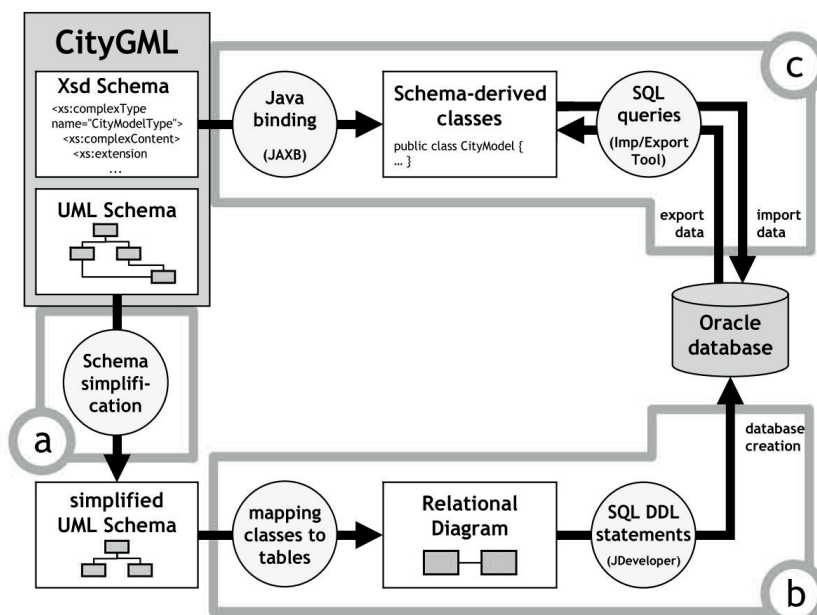 CityGML
Xsd Schema
<xs:complexType
name="CityModelType">
<xs:complexContent>
<xs:extension
...
UML Schema
Java
binding
(JAXB)
Schema-derived
classes
public class CityModel {
… }
SQL
queries
(Imp/Export
Tool)
c
export
data
import
data
Oracle
database
Schema
simplifi-
cation
a
simplified
UML Schema
mapping
classes to
tables
Relational
Diagram
SQL DDL
statements
(JDeveloper)
database
creation
b